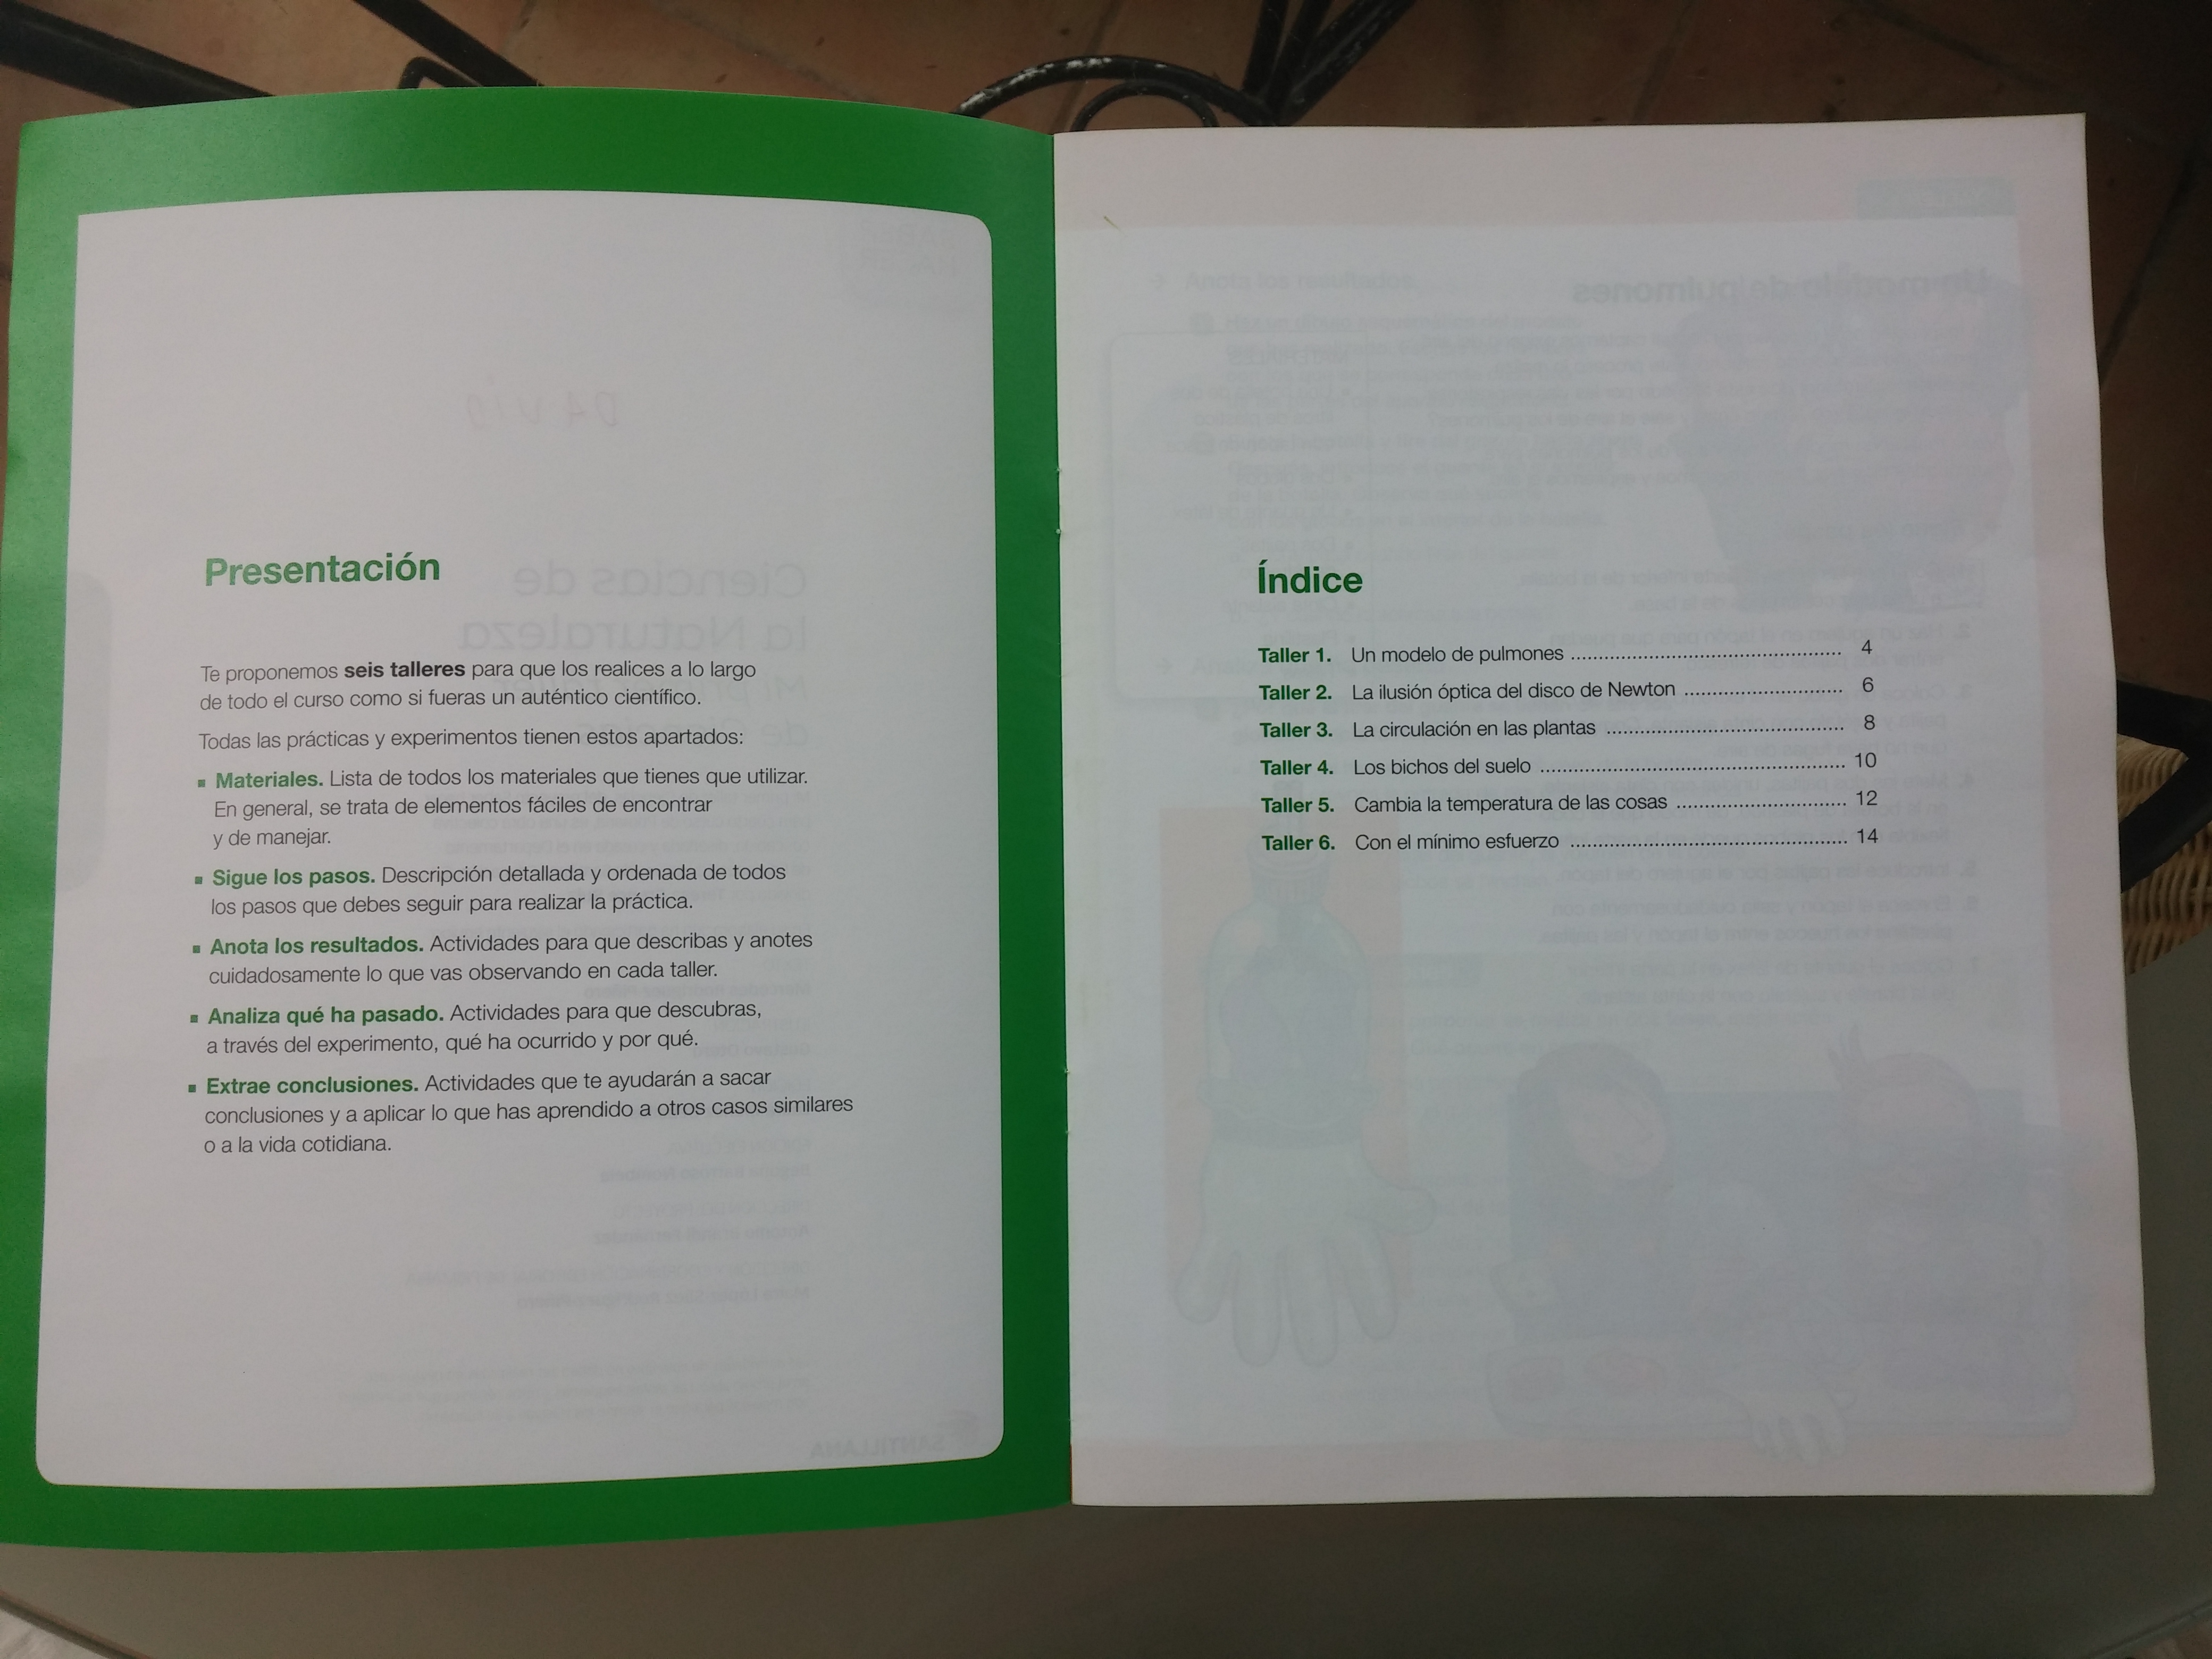 Presentación
Te proponemos seis talleres para que los realices a lo largo
de todo el curso como si fueras un auténtico científico.
Todas las prácticas y experimentos tienen estos apartados:
▪ Materiales. Lista de todos los materiales que tienes que utilizar.
En general, se trata de elementos fáciles de encontrar
y de manejar.
▪ Sigue los pasos. Descripción detallada y ordenada de todos
los pasos que debes seguir para realizar la práctica.
▪ Anota los resultados. Actividades para que describas y anotes
cuidadosamente lo que vas observando en cada taller.
▪ Analiza qué ha pasado. Actividades para que descubras,
a través del experimento, qué ha ocurrido y por qué.
▪ Extrae conclusiones. Actividades que te ayudarán a sacar
conclusiones y a aplicar lo que has aprendido a otros casos similares
o a la vida cotidiana.
Índice
Taller 1. Un modelo de pulmones 4
Taller 2. La ilusión óptica del disco de Newton 6
Taller 3. La circulación en las plantas 8
Taller 4. Los bichos del suelo 10
Taller 5. Cambia la temperatura de las cosas 12
Taller 6. Con el mínimo esfuerzo 14